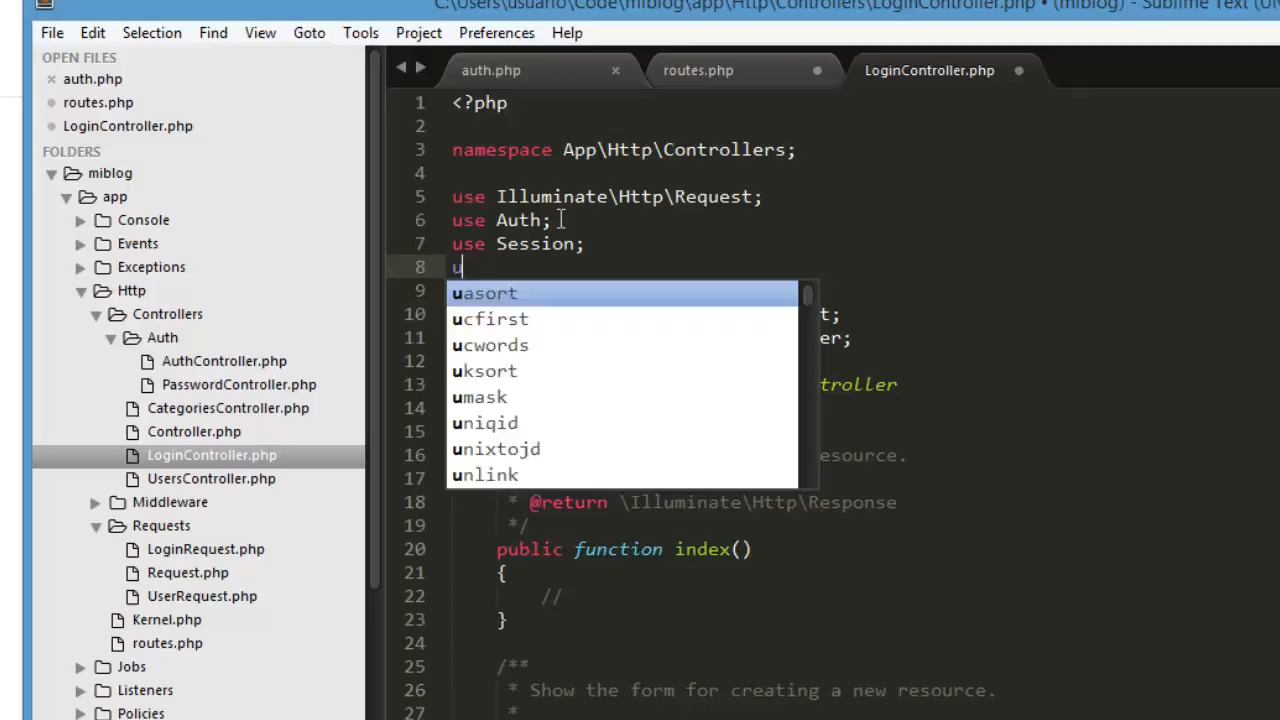 C:\Users\usuario\Code\miblog\app\Http\Controllers\LoginController.php • (miblog) - Sublime Text (UN
File Edit Selection Find View Goto Tools Project Preferences Help
OPEN FILES
auth.php
routes.php
LoginController.php
FOLDERS
miblog
app
Console
Events
Exceptions
Http
Controllers
Auth
AuthController.php
PasswordController.php
CategoriesController.php
Controller.php
LoginController.php
UsersController.php
Middleware
Requests
LoginRequest.php
Request.php
UserRequest.php
Kernel.php
routes.php
Jobs
Listeners
Policies
auth.php routes.php LoginController.php
1 <?php
2
3 namespace App\Http\Controllers;
4
5 use Illuminate\Http\Request;
6 use Auth;
7 use Session;
8 u
uasort
ucfirst
ucwords
uksort
umask
uniqid
unixtojd
unlink
9
10 t;
11 er;
12
13 troller
14
15
16 esource.
17
18 * @return \Illuminate\Http\Response
19 */
20 public function index()
21 {
22 //
23 }
24
25 /**
26 * Show the form for creating a new resource.
27 *